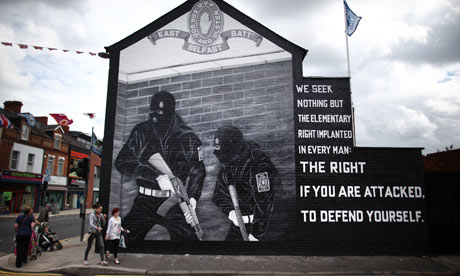 EAST
BATT.
BELFAST
WE SEEK
NOTHING BUT
THE ELEMENTARY
RIGHT IMPLANTED
IN EVERY MAN:
THE RIGHT
IF YOU ARE ATTACKED,
TO DEFEND YOURSELF.